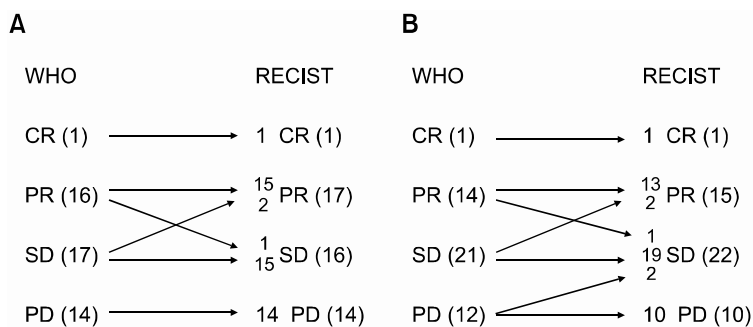 A B
WHO RECIST WHO RECIST
CR (1) 1 CR (1) CR (1) 1 CR (1)
PR (16) 15 2 PR (17) PR (14) 13 2 PR (15)
SD (17) 1 15 SD (16) SD (21) 1 19 2 SD (22)
PD (14) 14 PD (14) PD (12) 10 PD (10)